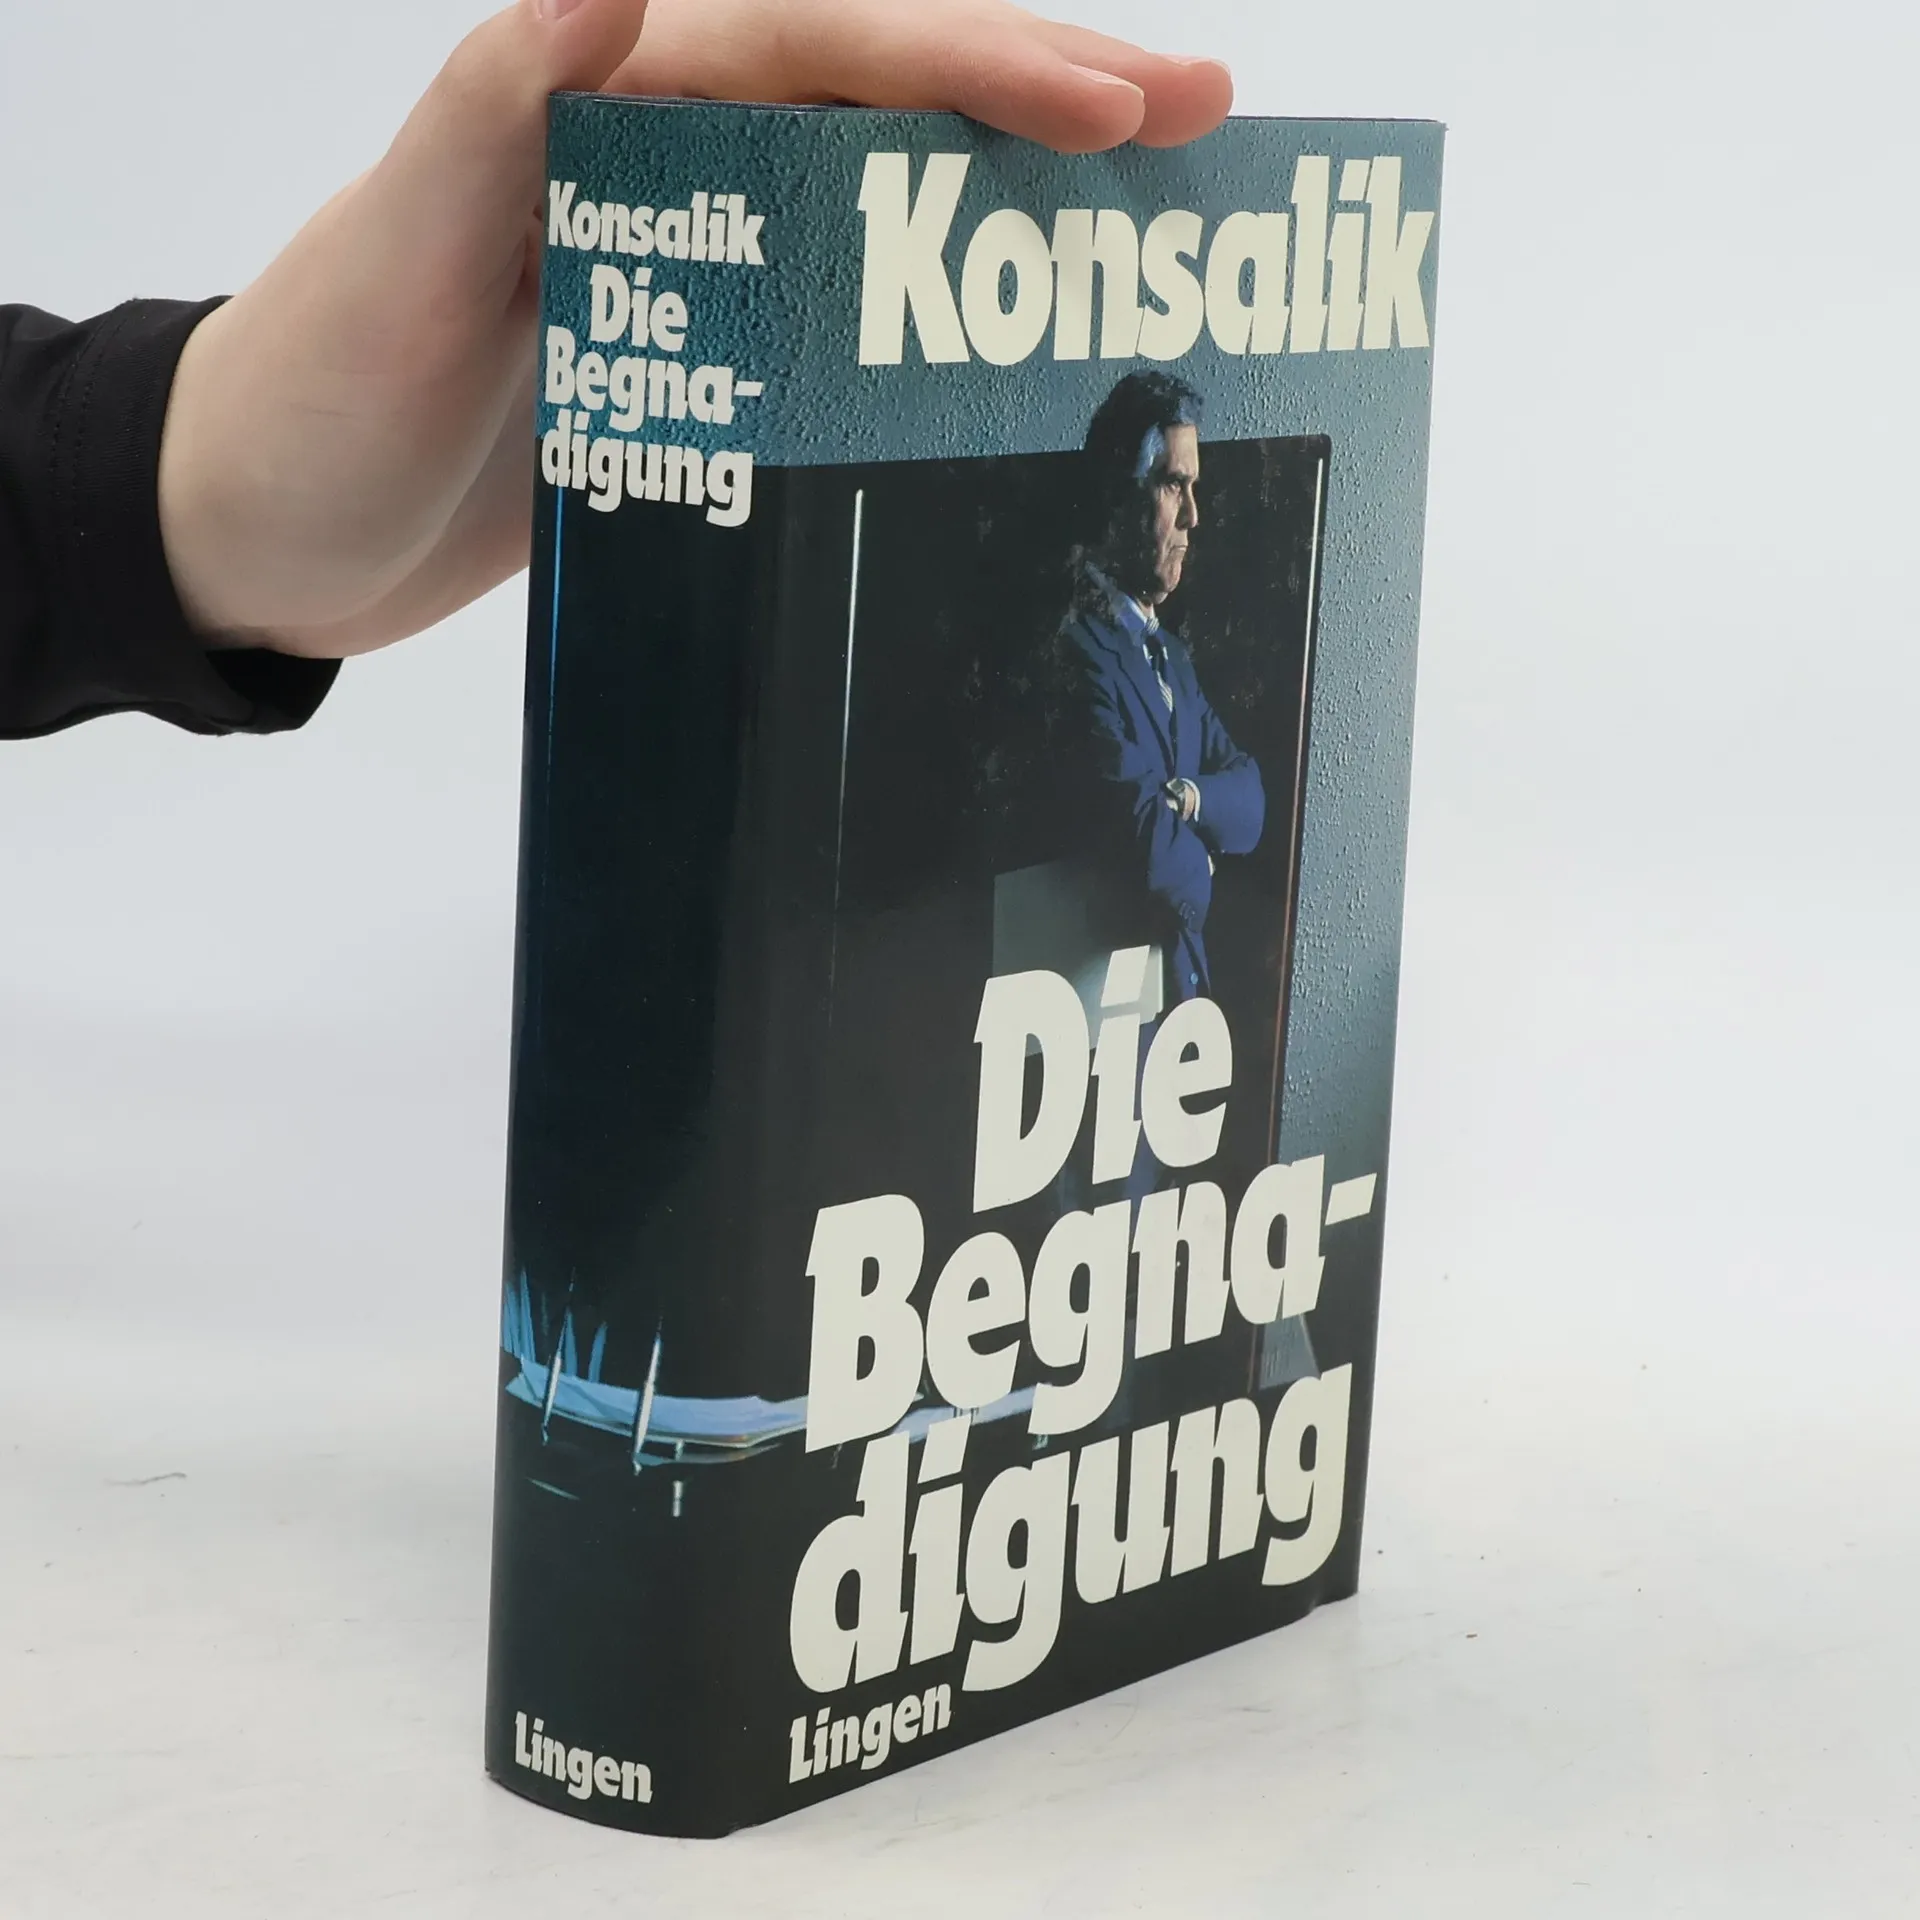 Konsalik
Die
Begna-
digung
Lingen
Konsalik
Die
Begna-
digung
Lingen